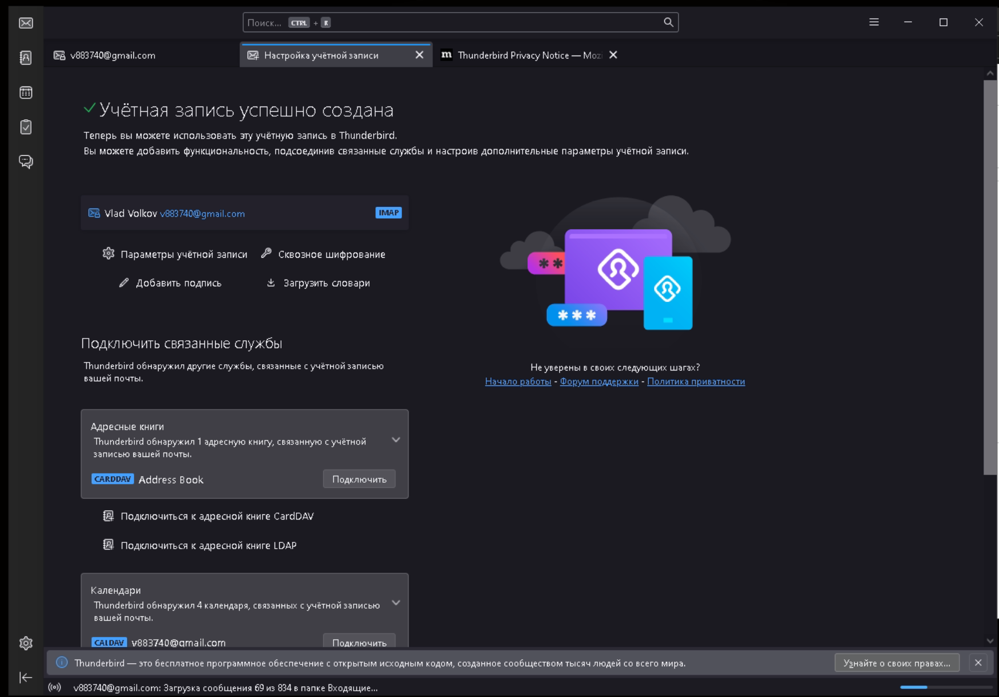 Поиск... CTRL + K
v883740@gmail.com
Настройка учётной записи
Thunderbird Privacy Notice — Mozi
Учётная запись успешно создана
Теперь вы можете использовать эту учётную запись в Thunderbird.
Вы можете добавить функциональность, подсоединив связанные службы и настроив дополнительные параметры учётной записи.
Vlad Volkov v883740@gmail.com IMAP
Параметры учётной записи
Сквозное шифрование
Добавить подпись
Загрузить словари
Подключить связанные службы
Thunderbird обнаружил другие службы, связанные с учётной записью
вашей почты.
Не уверены в своих следующих шагах?
Начало работы - Форум поддержки - Политика приватности
Адресные книги
Thunderbird обнаружил 1 адресную книгу, связанную с учётной
записью вашей почты.
CARDDAV Address Book Подключить
Подключиться к адресной книге CardDAV
Подключиться к адресной книге LDAP
Календари
Thunderbird обнаружил 4 календаря, связанных с учётной записью
вашей почты.
CALDAV v883740@gmail.com Подключить
Thunderbird — это бесплатное программное обеспечение с открытым исходным кодом, созданное сообществом тысяч людей со всего мира.
Узнайте о своих правах...
v883740@gmail.com: Загрузка сообщения 69 из 834 в папке Входящие...